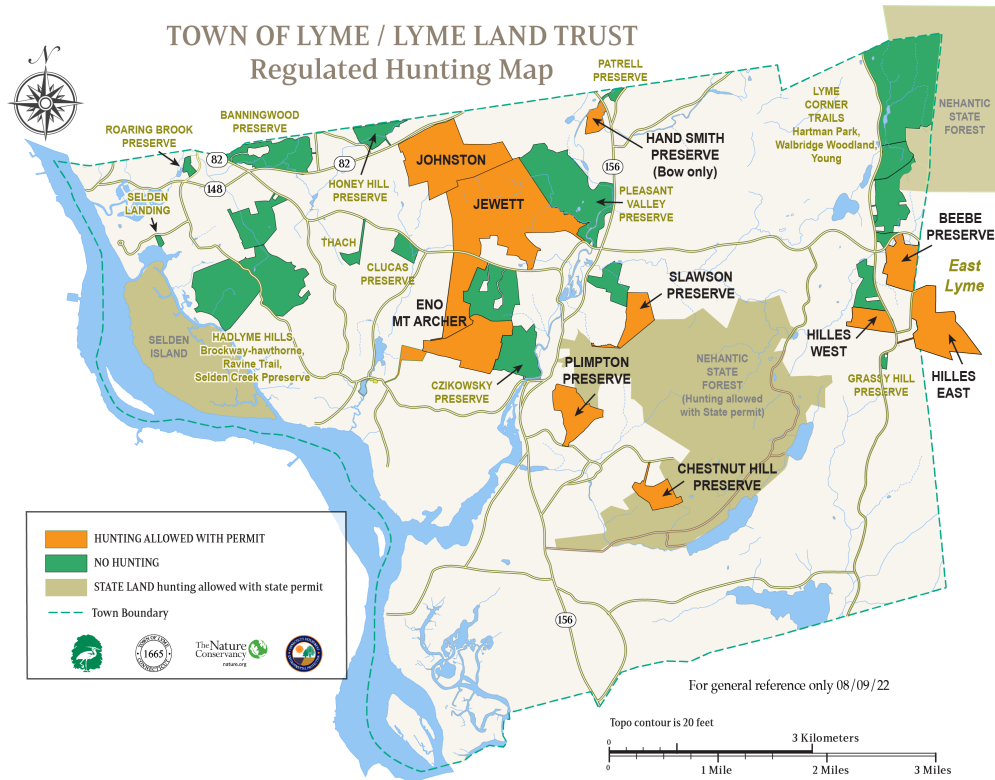 TOWN OF LYME / LYME LAND TRUST
Regulated Hunting Map
N
PATRELL
PRESERVE
LYME
CORNER
TRAILS
Hartman Park,
Walbridge Woodland,
Young
NEHANTIC
STATE
FOREST
BANNINGWOOD
PRESERVE
ROARING BROOK
PRESERVE
82
82
148
HONEY HILL
PRESERVE
JOHNSTON
HAND SMITH
PRESERVE
(Bow only)
156
JEWETT
PLEASANT
VALLEY
PRESERVE
SELDEN
LANDING
THACH
CLUCAS
PRESERVE
BEEBE
PRESERVE
East
Lyme
SLAWSON
PRESERVE
ENO
MT ARCHER
SELDEN
ISLAND
HADLYME HILLS
Brockway-hawthorne,
Ravine Trail,
Selden Creek Ppreserve
HILLES
WEST
PLIMPTON
PRESERVE
NEHANTIC
STATE
FOREST
(Hunting allowed
with State permit)
CZIKOWSKY
PRESERVE
GRASSY HILL
PRESERVE
HILLES
EAST
CHESTNUT HILL
PRESERVE
HUNTING ALLOWED WITH PERMIT
NO HUNTING
STATE LAND hunting allowed with state permit
Town Boundary
TOWN OF LYME
1665
CONNECTICUT
The Nature
Conservancy
nature.org
156
For general reference only 08/09/22
Topo contour is 20 feet
3 Kilometers
0
0
1 Mile
2 Miles
3 Miles